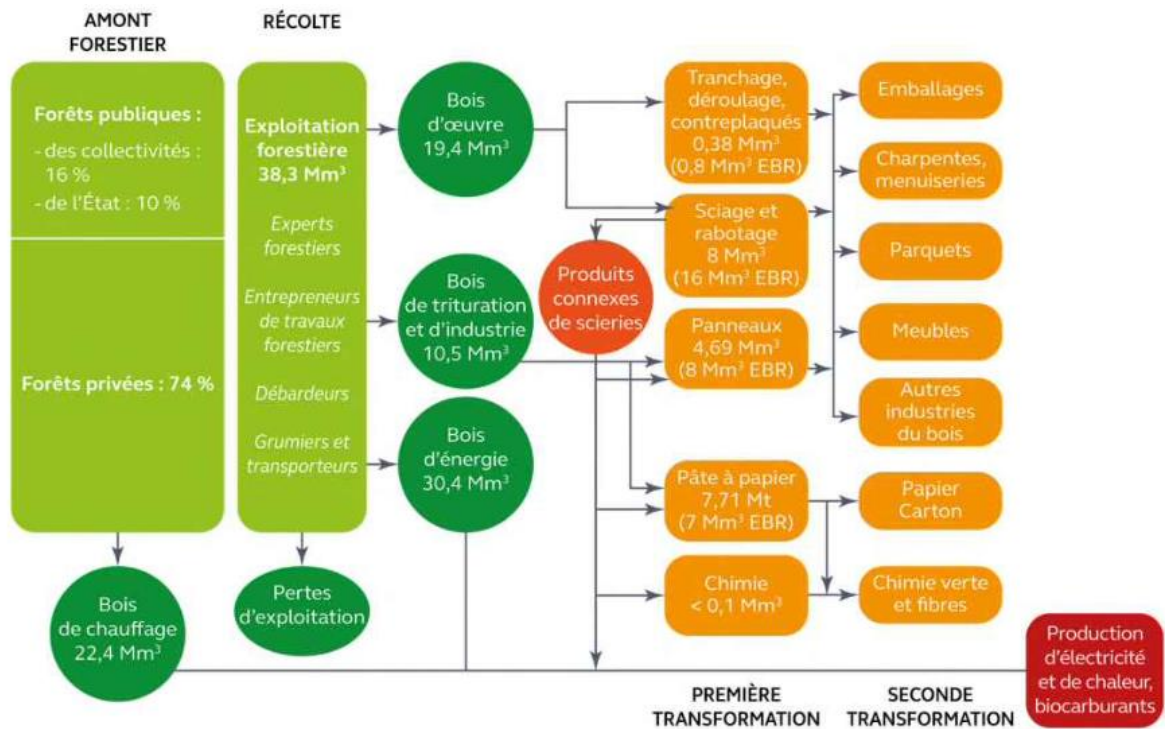 AMONT
FORESTIER
RÉCOLTE
Forêts publiques :
- des collectivités :
16 %
- de l'État : 10 %
Forêts privées : 74 %
Exploitation
forestière
38,3 Mm³
Experts
forestiers
Entrepreneurs
de travaux
forestiers
Débardeurs
Grumiers et
transporteurs
Bois
de chauffage
22,4 Mm³
Pertes
d'exploitation
Bois
d'œuvre
19,4 Mm³
Bois
de trituration
et d'industrie
10,5 Mm³
Bois
d'énergie
30,4 Mm³
Produits
connexes
de scieries
Tranchage,
déroulage,
contreplaqués
0,38 Mm³
(0,8 Mm³ EBR)
Sciage et
rabotage
8 Mm³
(16 Mm³ EBR)
Panneaux
4,69 Mm³
(8 Mm³ EBR)
Pâte à papier
7,71 Mt
(7 Mm³ EBR)
Chimie
< 0,1 Mm³
Emballages
Charpentes,
menuiseries
Parquets
Meubles
Autres
industries
du bois
Papier
Carton
Chimie verte
et fibres
Production
d'électricité
et de chaleur,
biocarburants
PREMIÈRE
TRANSFORMATION
SECONDE
TRANSFORMATION